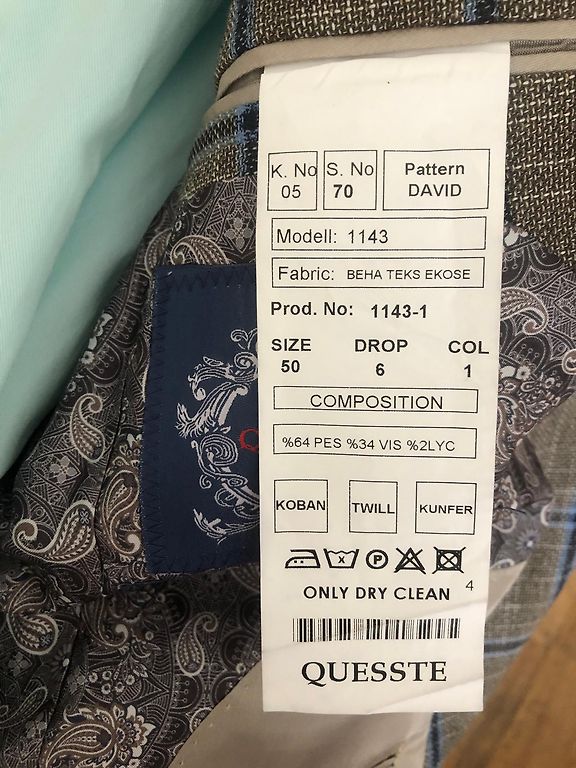 K. No
05
S. No
70
Pattern
DAVID
Modell: 1143
Fabric: BEHA TEKS EKOSE
Prod. No: 1143-1
SIZE DROP COL
50 6 1
COMPOSITION
%64 PES %34 VIS %2LYC
KOBAN TWILL KUNFER
X P
ONLY DRY CLEAN 4
QUESSTE